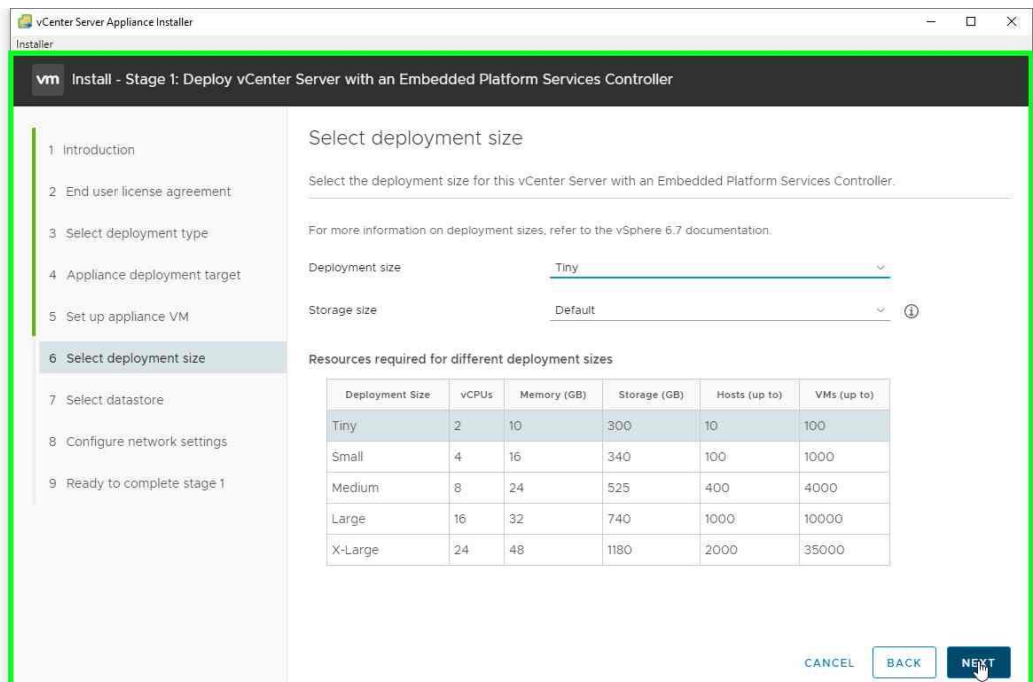 vCenter Server Appliance Installer
Installer
vm Install - Stage 1: Deploy vCenter Server with an Embedded Platform Services Controller
1 Introduction
2 End user license agreement
3 Select deployment type
4 Appliance deployment target
5 Set up appliance VM
6 Select deployment size
7 Select datastore
8 Configure network settings
9 Ready to complete stage 1
Select deployment size
Select the deployment size for this vCenter Server with an Embedded Platform Services Controller.
For more information on deployment sizes, refer to the vSphere 6.7 documentation.
Deployment size Tiny
Storage size Default
Resources required for different deployment sizes
Deployment Size vCPUs Memory (GB) Storage (GB) Hosts (up to) VMs (up to)
Tiny 2 10 300 10 100
Small 4 16 340 100 1000
Medium 8 24 525 400 4000
Large 16 32 740 1000 10000
X-Large 24 48 1180 2000 35000
CANCEL BACK NEXT